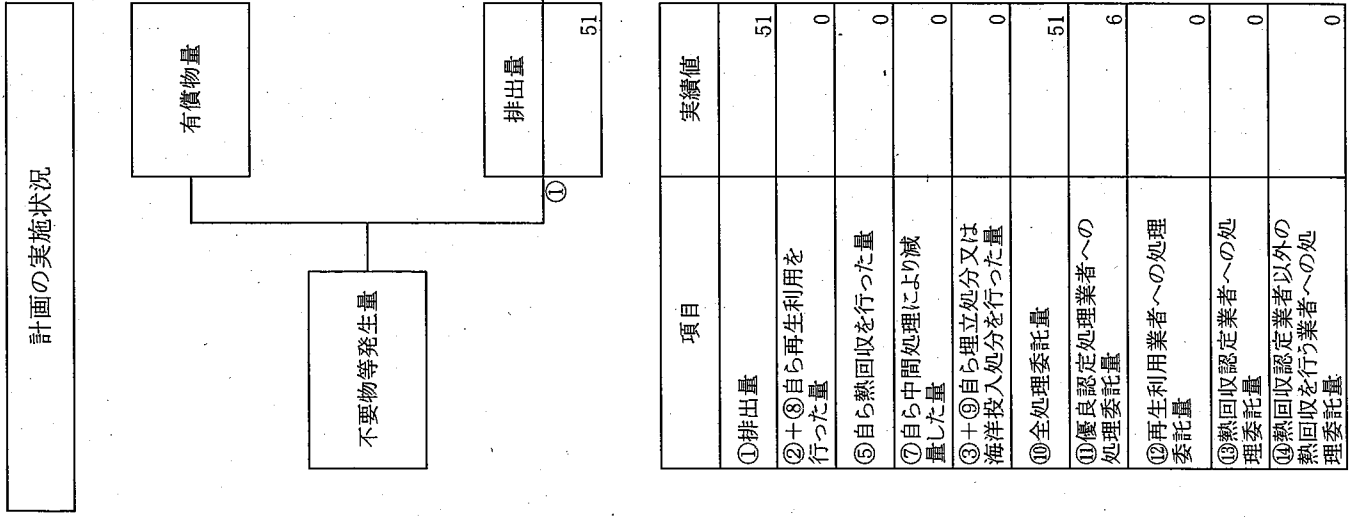 計画の実施状況
有償物量
不要物等発生量
排出量
①
51
項目
実績値
①排出量
51
②+⑧自ら再生利用を
行った量
0
⑤自ら熱回収を行った量
0
⑦自ら中間処理により減
量した量
0
③+⑨自ら埋立処分又は
海洋投入処分を行った量
0
⑩全処理委託量
51
⑪優良認定処理業者への
処理委託量
6
⑫再生利用業者への処理
委託量
0
⑬熱回収認定業者への処
理委託量
0
⑭熱回収認定業者以外の
熱回収を行う業者への処
理委託量
0